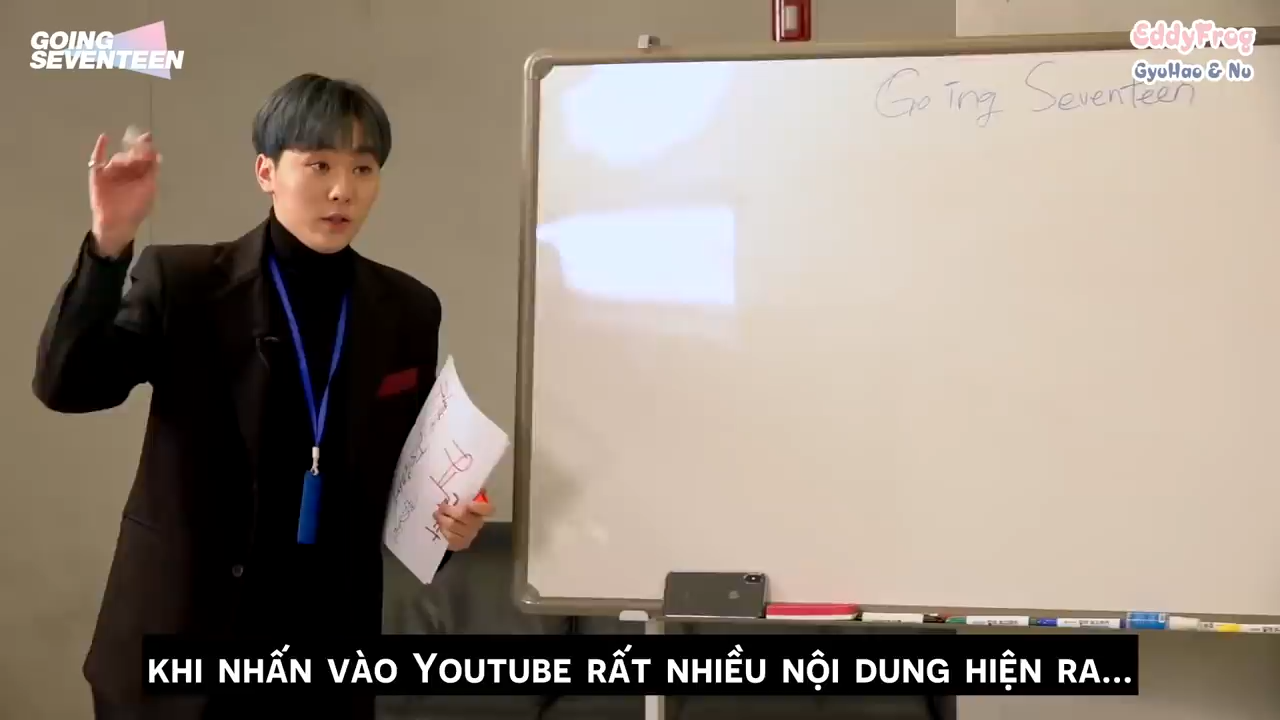 GOING
SEVENTEEN
EddyFrog
GyuHao & Nu
Going Seventeen
KHI NHẤN VÀO YOUTUBE RẤT NHIỀU NỘI DUNG HIỆN RA...